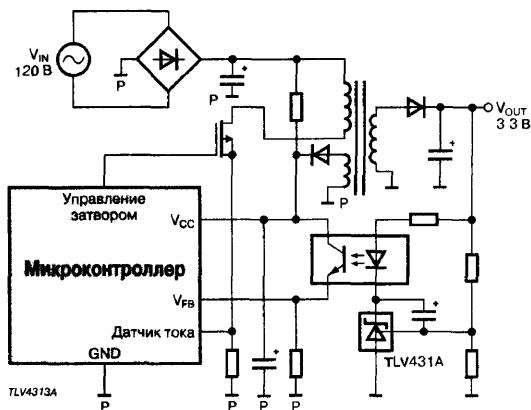 V_IN
120 В
P
P
P
V_OUT
3 3 В
P
Управление
затвором
V_CC
Микроконтроллер
V_FB
Датчик тока
GND
TLV431A
TLV4313A
P
P
P
P